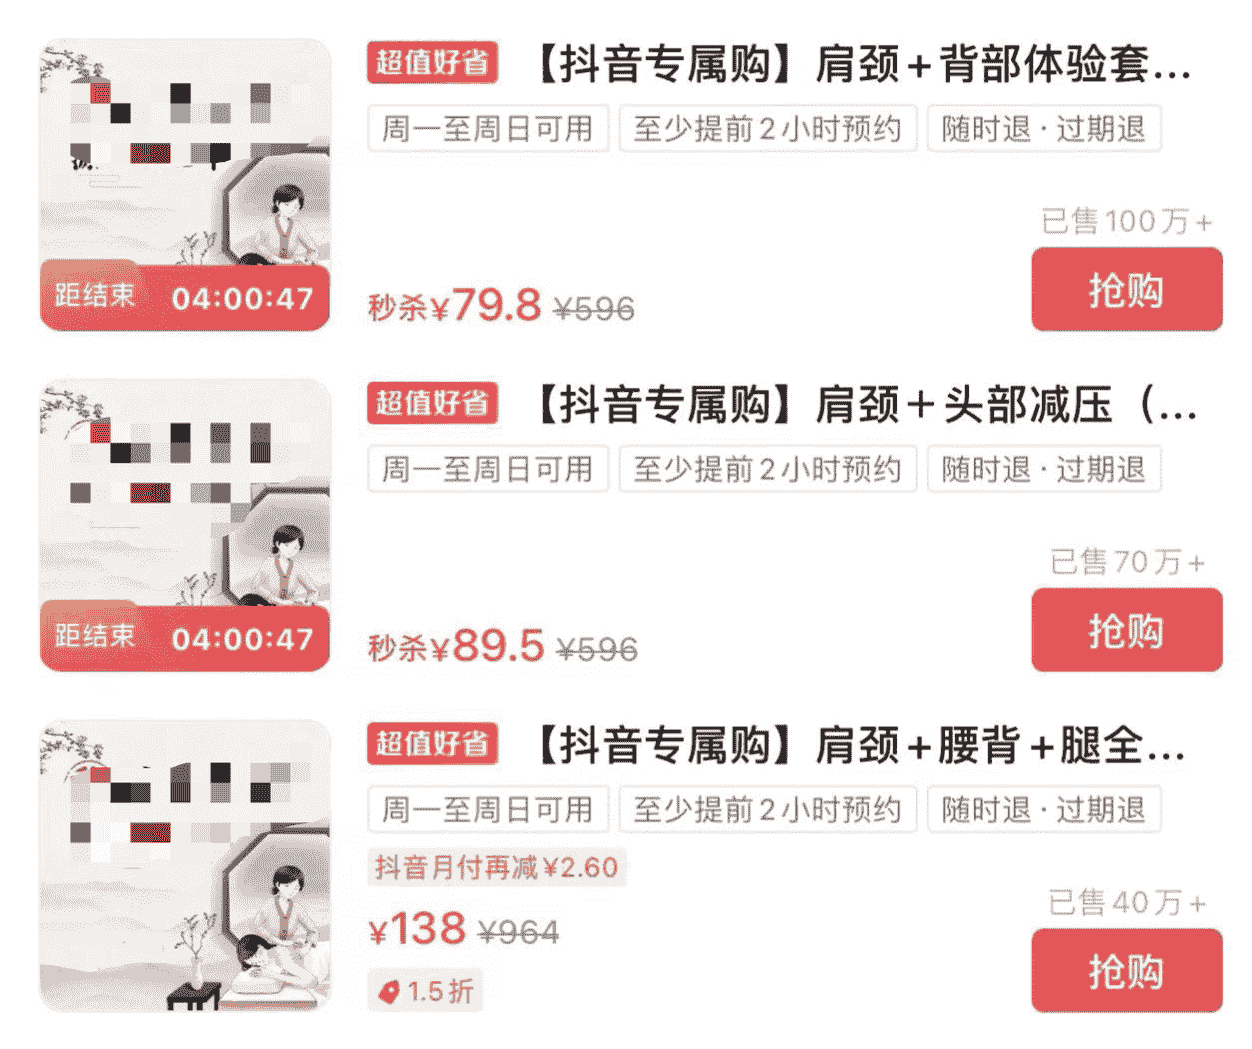 超值好省 【抖音专属购】肩颈+背部体验套...
周一至周日可用 至少提前2小时预约 随时退·过期退
已售100万+
距结束 04:00:47
秒杀¥79.8 ¥596
抢购
超值好省 【抖音专属购】肩颈+头部减压（...
周一至周日可用 至少提前2小时预约 随时退·过期退
已售70万+
距结束 04:00:47
秒杀¥89.5 ¥596
抢购
超值好省 【抖音专属购】肩颈+腰背+腿全...
周一至周日可用 至少提前2小时预约 随时退·过期退
抖音月付再减¥2.60
已售40万+
¥138 ¥964
抢购
1.5折